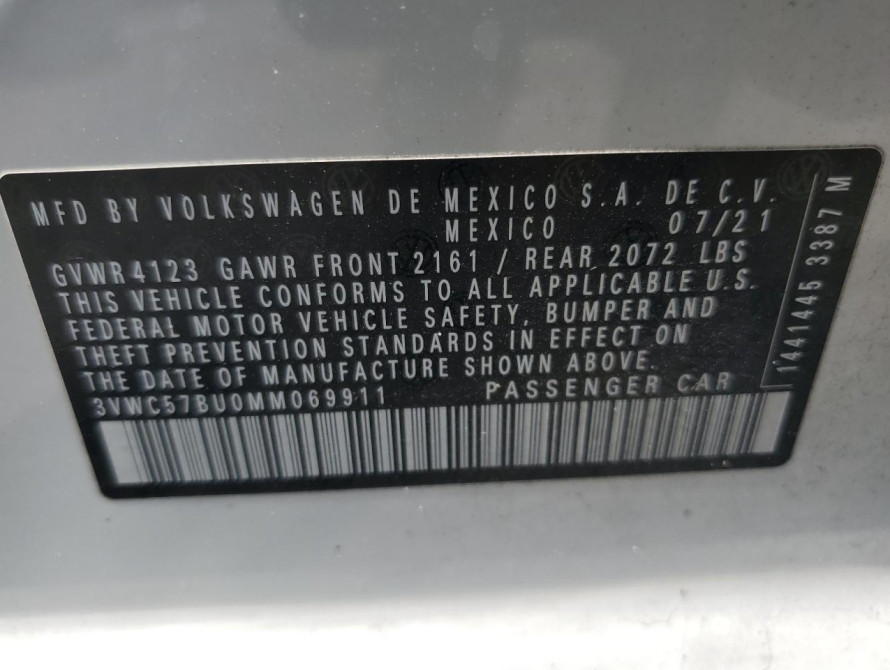 MFD BY VOLKSWAGEN DE MEXICO S.A. DE C.V.
MEXICO 07/21
GVWR4123 GAWR FRONT 2161 / REAR 2072 LBS
THIS VEHICLE CONFORMS TO ALL APPLICABLE U.S.
FEDERAL MOTOR VEHICLE SAFETY, BUMPER AND
THEFT PREVENTION STANDARDS IN EFFECT ON
THE DATE OF MANUFACTURE SHOWN ABOVE.
3VWC57BU0MM069911 PASSENGER CAR
1441445 3387 M